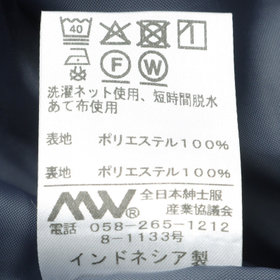 40
F W
洗濯ネット使用、短時間脱水
あて布使用
表地 ポリエステル100%
裏地 ポリエステル100%
MW® 全日本紳士服
産業協議会
電話 058-265-1212
8-1133号
インドネシア製